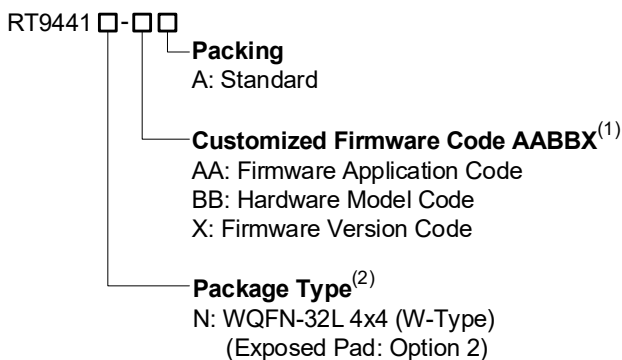 RT9441 □-□□
Packing
A: Standard
Customized Firmware Code AABBX(1)
AA: Firmware Application Code
BB: Hardware Model Code
X: Firmware Version Code
Package Type(2)
N: WQFN-32L 4x4 (W-Type)
(Exposed Pad: Option 2)